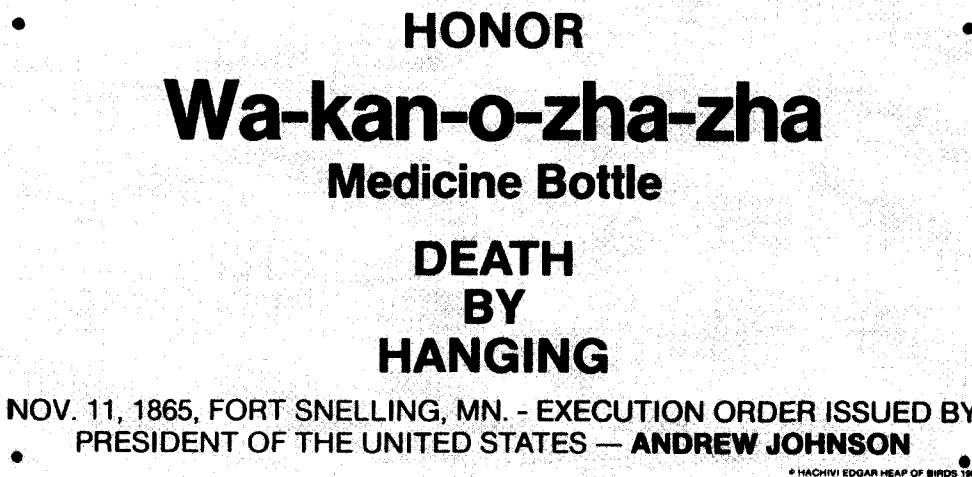 HONOR
Wa-kan-o-zha-zha
Medicine Bottle
DEATH
BY
HANGING
NOV. 11, 1865, FORT SNELLING, MN. - EXECUTION ORDER ISSUED BY
PRESIDENT OF THE UNITED STATES — ANDREW JOHNSON
© HACHIVI EDGAR HEAP OF BIRDS